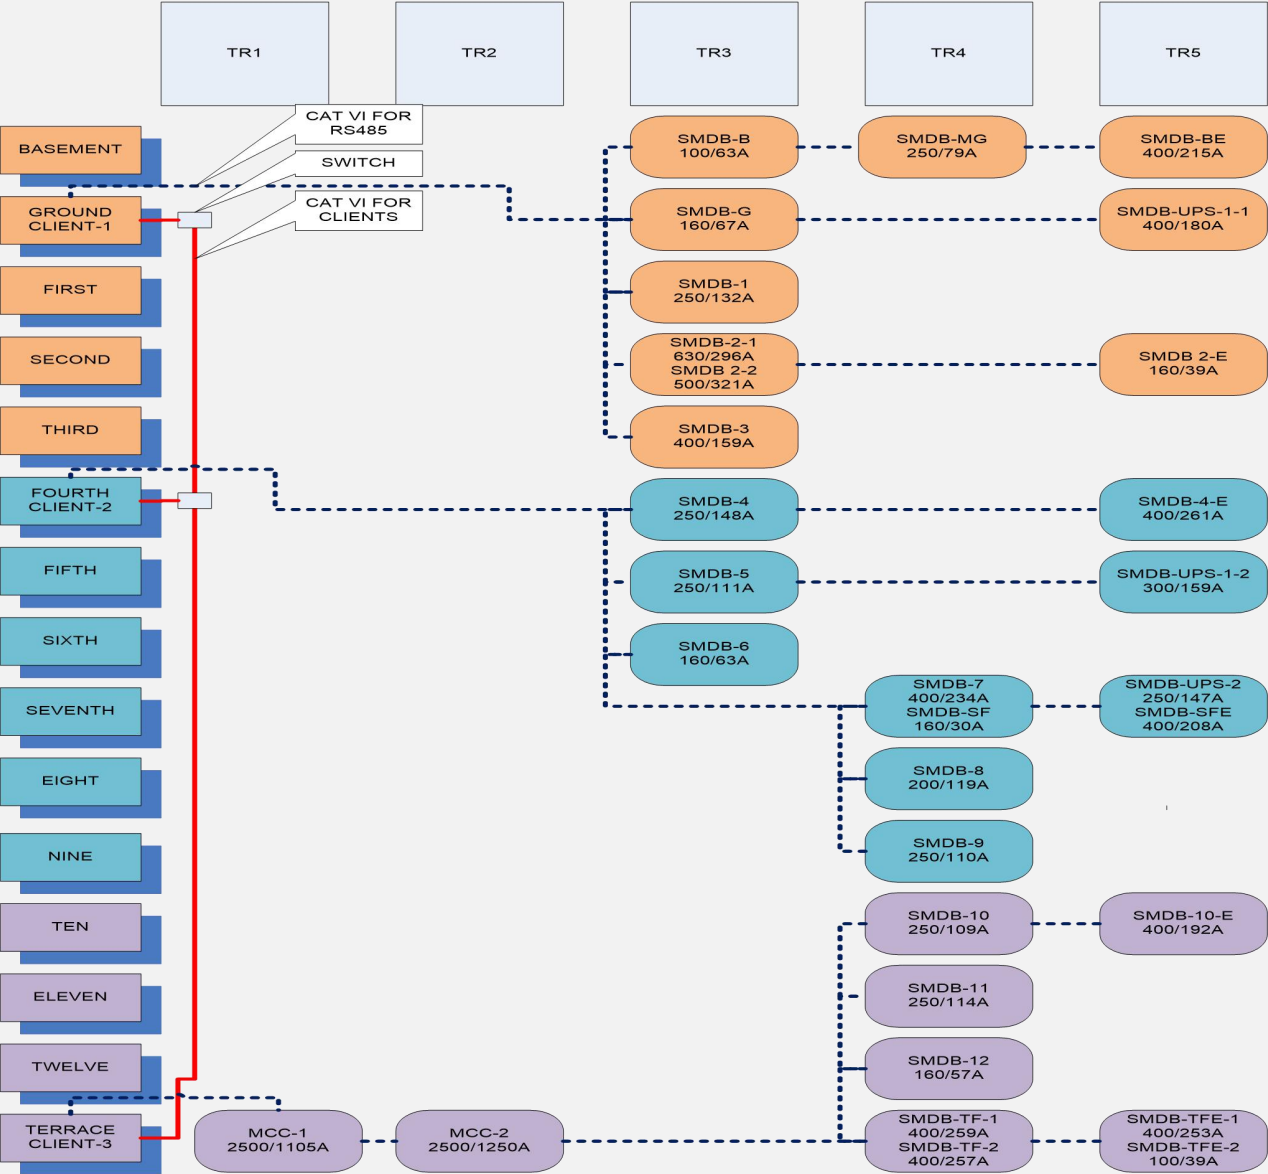 TR1
TR2
TR3
TR4
TR5
CAT VI FOR
RS485
SWITCH
CAT VI FOR
CLIENTS
BASEMENT
SMDB-B
100/63A
SMDB-MG
250/79A
SMDB-BE
400/215A
GROUND
CLIENT-1
SMDB-G
160/67A
SMDB-UPS-1-1
400/180A
FIRST
SMDB-1
250/132A
SECOND
SMDB-2-1
630/296A
SMDB 2-2
500/321A
SMDB 2-E
160/39A
THIRD
SMDB-3
400/159A
FOURTH
CLIENT-2
SMDB-4
250/148A
SMDB-4-E
400/261A
FIFTH
SMDB-5
250/111A
SMDB-UPS-1-2
300/159A
SIXTH
SMDB-6
160/63A
SEVENTH
SMDB-7
400/234A
SMDB-SF
160/30A
SMDB-UPS-2
250/147A
SMDB-SFE
400/208A
EIGHT
SMDB-8
200/119A
NINE
SMDB-9
250/110A
TEN
SMDB-10
250/109A
SMDB-10-E
400/192A
ELEVEN
SMDB-11
250/114A
TWELVE
SMDB-12
160/57A
TERRACE
CLIENT-3
MCC-1
2500/1105A
MCC-2
2500/1250A
SMDB-TF-1
400/259A
SMDB-TF-2
400/257A
SMDB-TFE-1
400/253A
SMDB-TFE-2
100/39A